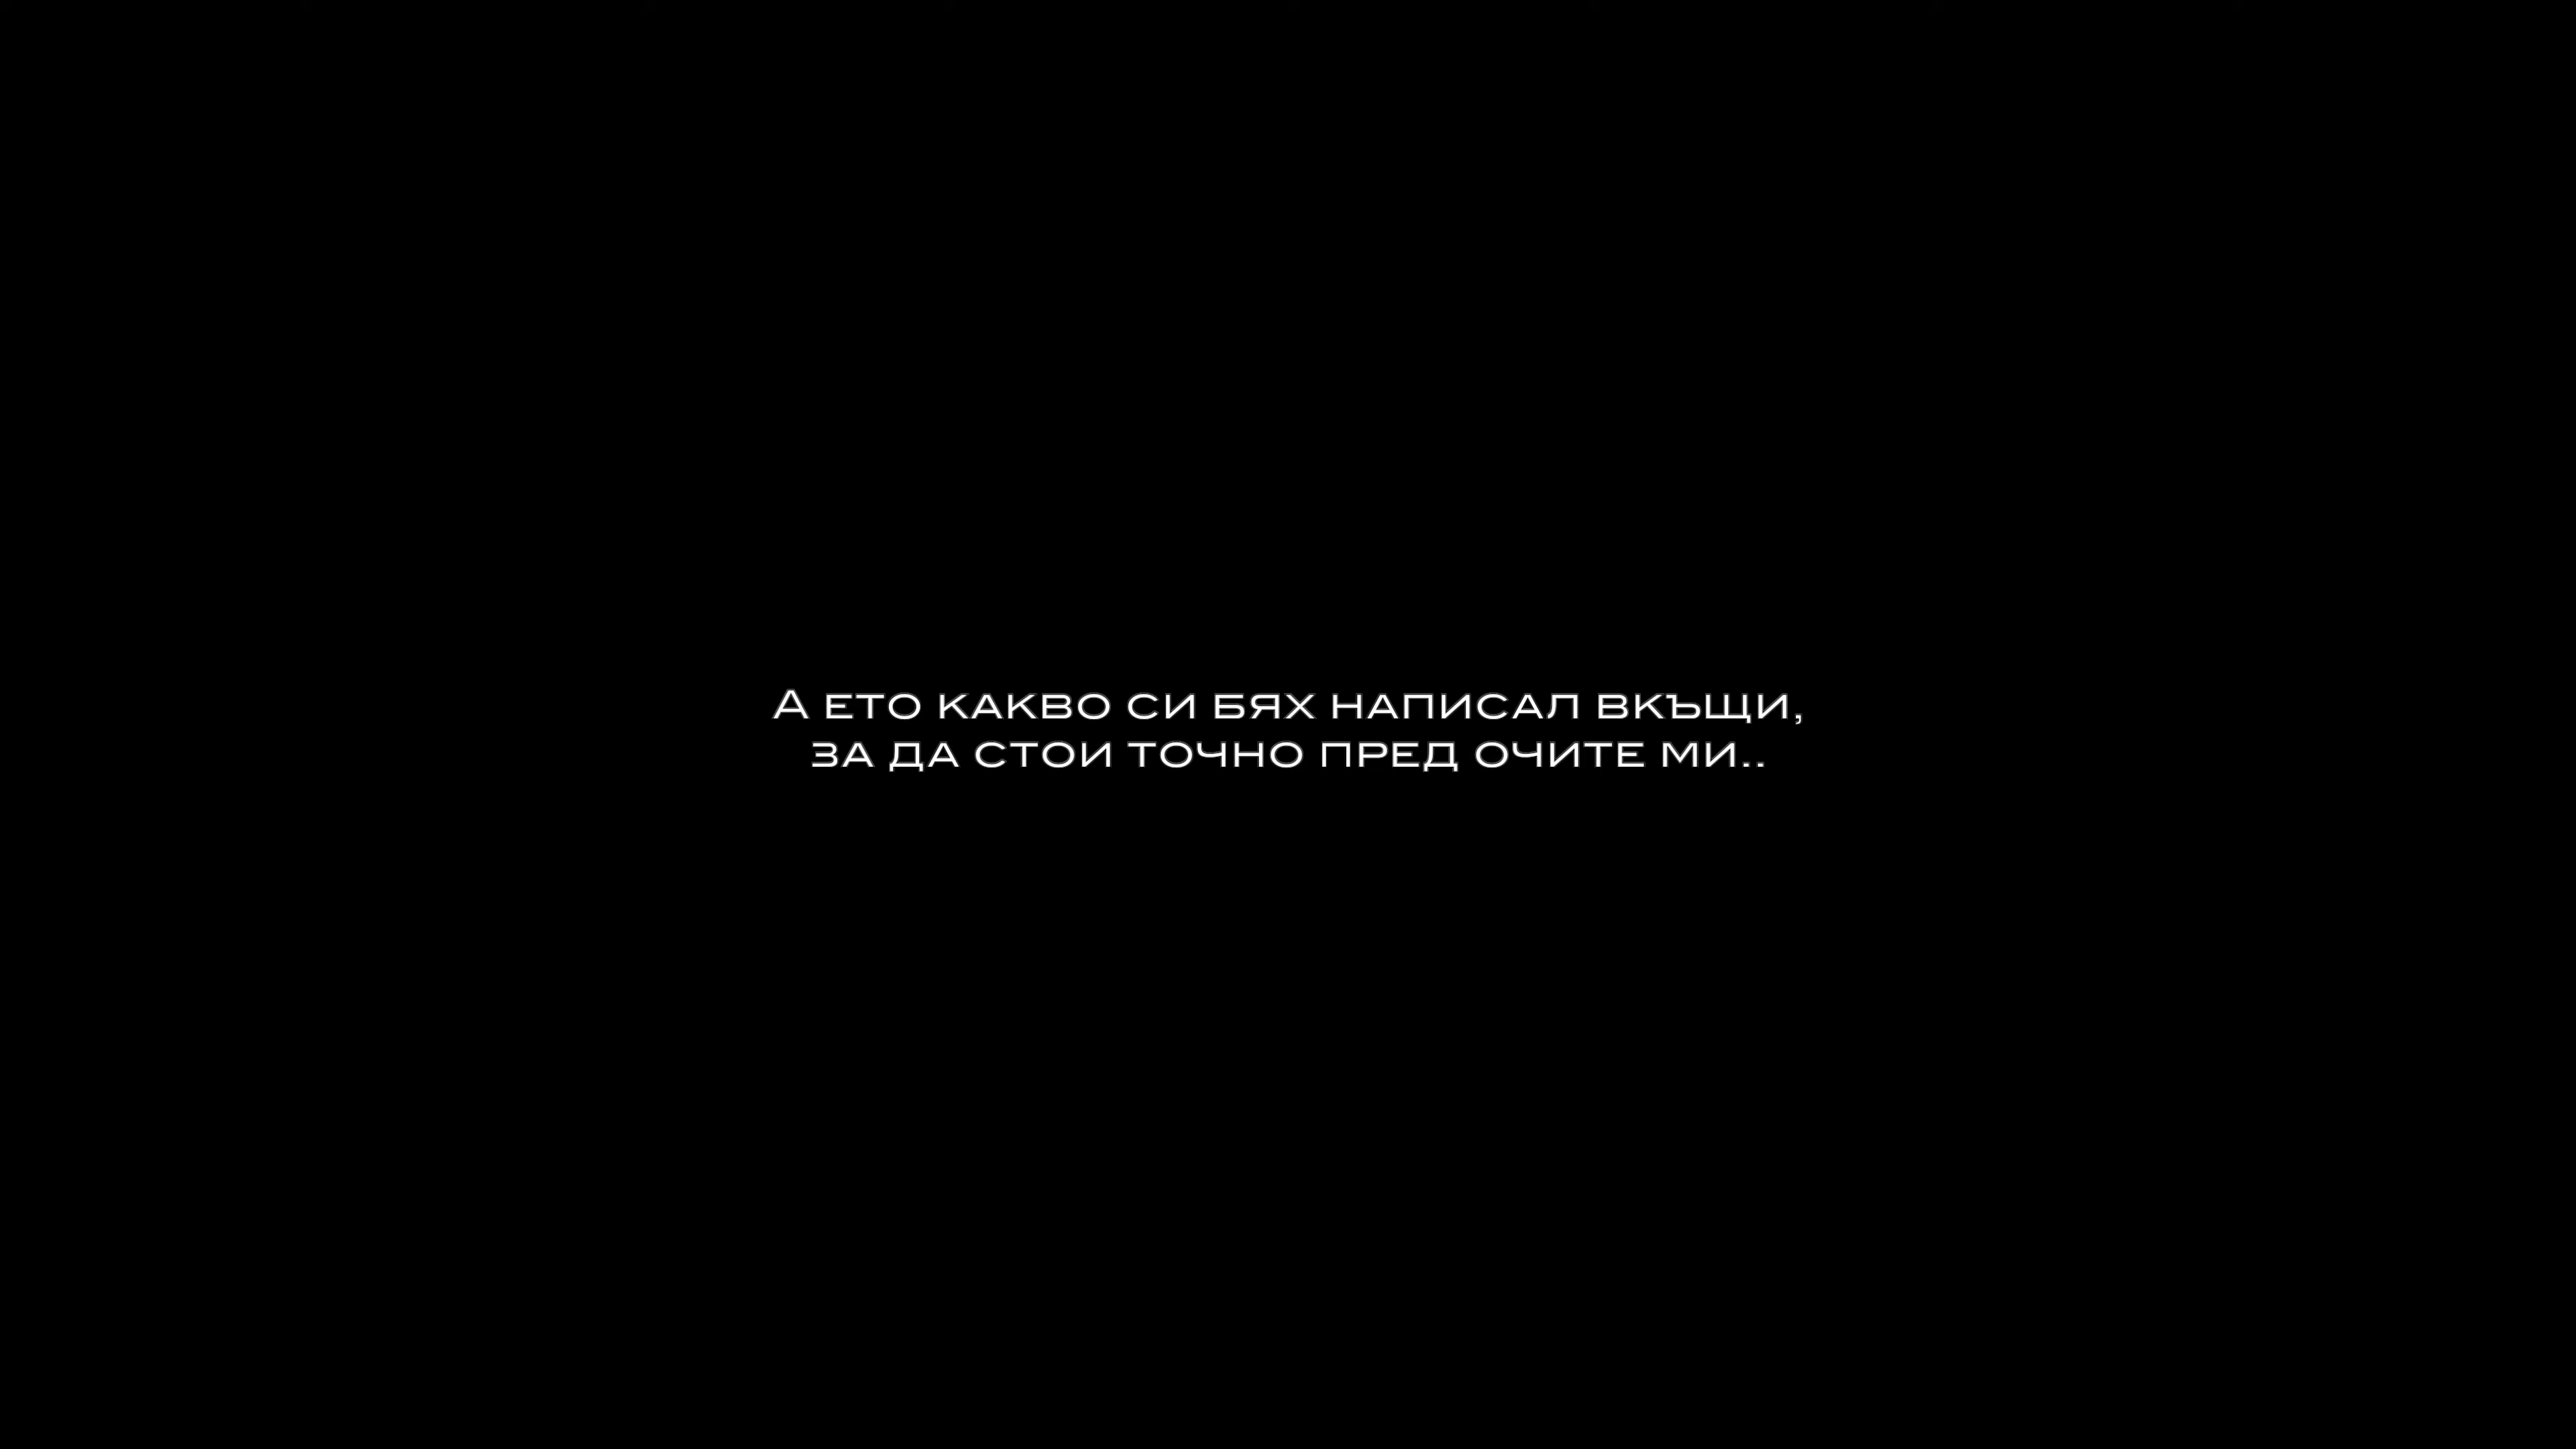 А ето какво си бях написал вкъщи,
за да стои точно пред очите ми..